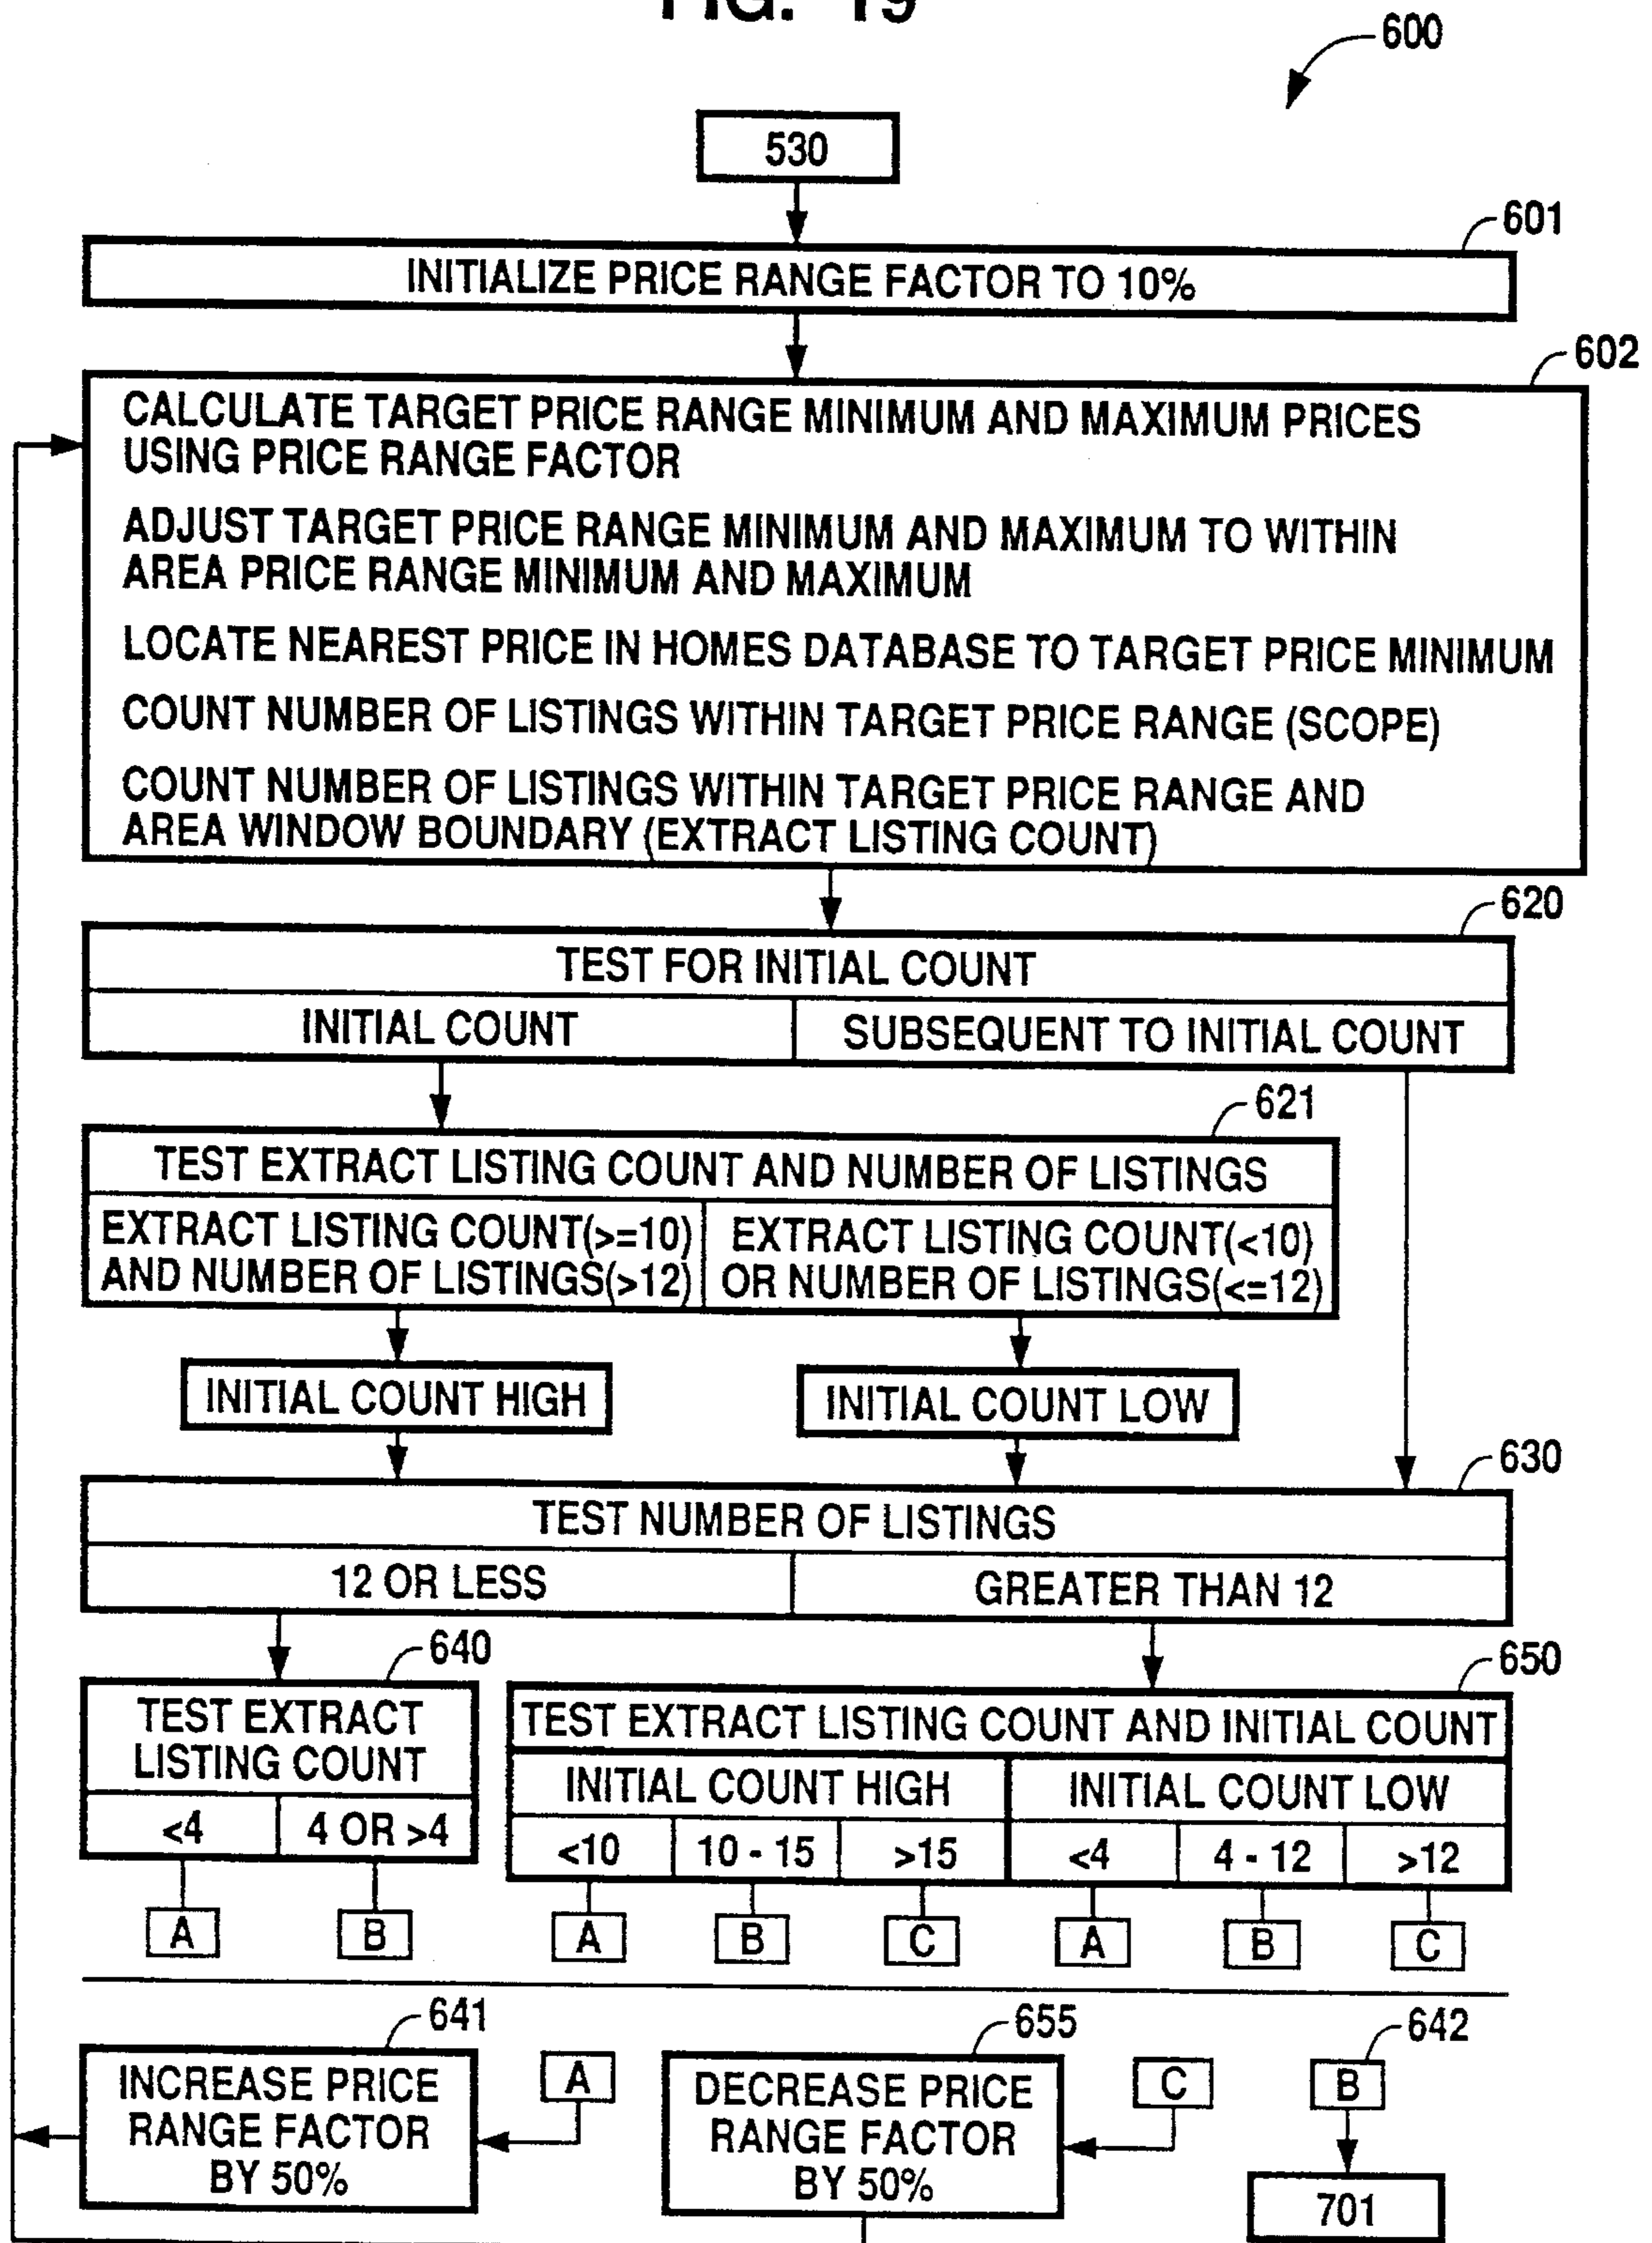 FIG. 19
600
530
601
INITIALIZE PRICE RANGE FACTOR TO 10%
602
CALCULATE TARGET PRICE RANGE MINIMUM AND MAXIMUM PRICES
USING PRICE RANGE FACTOR
ADJUST TARGET PRICE RANGE MINIMUM AND MAXIMUM TO WITHIN
AREA PRICE RANGE MINIMUM AND MAXIMUM
LOCATE NEAREST PRICE IN HOMES DATABASE TO TARGET PRICE MINIMUM
COUNT NUMBER OF LISTINGS WITHIN TARGET PRICE RANGE (SCOPE)
COUNT NUMBER OF LISTINGS WITHIN TARGET PRICE RANGE AND
AREA WINDOW BOUNDARY (EXTRACT LISTING COUNT)
620
TEST FOR INITIAL COUNT
INITIAL COUNT
SUBSEQUENT TO INITIAL COUNT
621
TEST EXTRACT LISTING COUNT AND NUMBER OF LISTINGS
EXTRACT LISTING COUNT(>=10)
AND NUMBER OF LISTINGS(>12)
EXTRACT LISTING COUNT(<10)
OR NUMBER OF LISTINGS(<=12)
INITIAL COUNT HIGH
INITIAL COUNT LOW
630
TEST NUMBER OF LISTINGS
12 OR LESS
GREATER THAN 12
640
TEST EXTRACT
LISTING COUNT
<4
4 OR >4
A
B
650
TEST EXTRACT LISTING COUNT AND INITIAL COUNT
INITIAL COUNT HIGH
INITIAL COUNT LOW
<10
10 - 15
>15
<4
4 - 12
>12
A
B
C
A
B
C
641
INCREASE PRICE
RANGE FACTOR
BY 50%
A
655
DECREASE PRICE
RANGE FACTOR
BY 50%
C
642
B
701